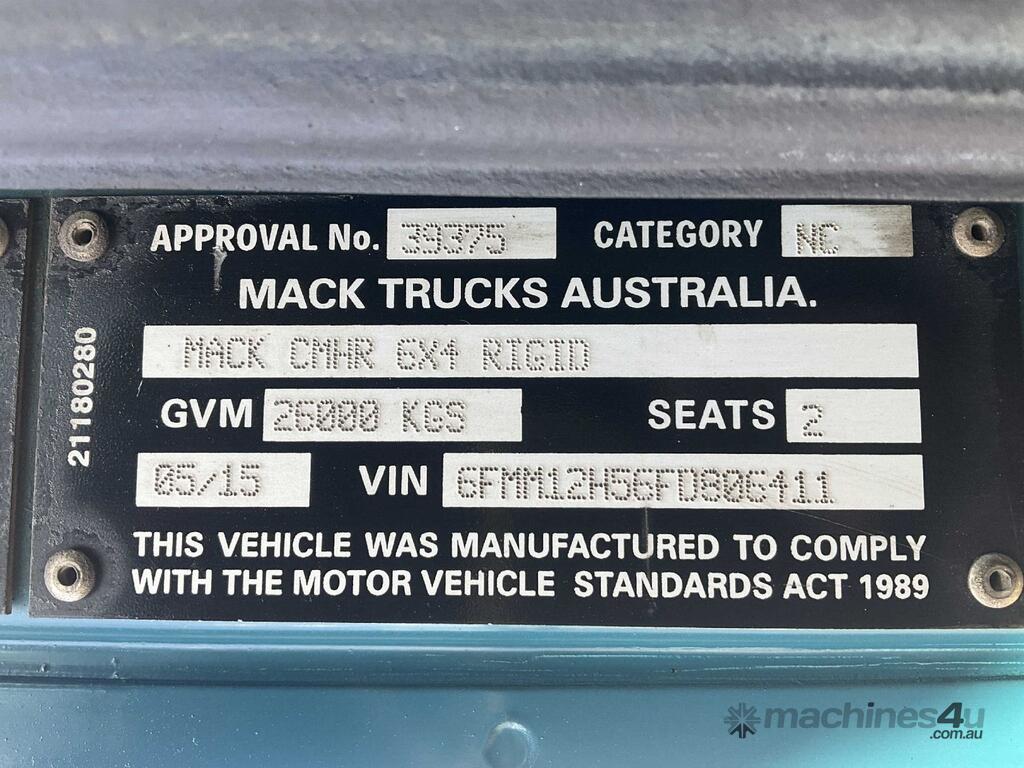 APPROVAL No. 39375 CATEGORY NC
MACK TRUCKS AUSTRALIA.
MACK CMHR 6X4 RIGID
GVM 26000 KGS SEATS 2
05/15 VIN 6FMM12H56FD80E411
THIS VEHICLE WAS MANUFACTURED TO COMPLY
WITH THE MOTOR VEHICLE STANDARDS ACT 1989
21180280
machines4u
.com.au